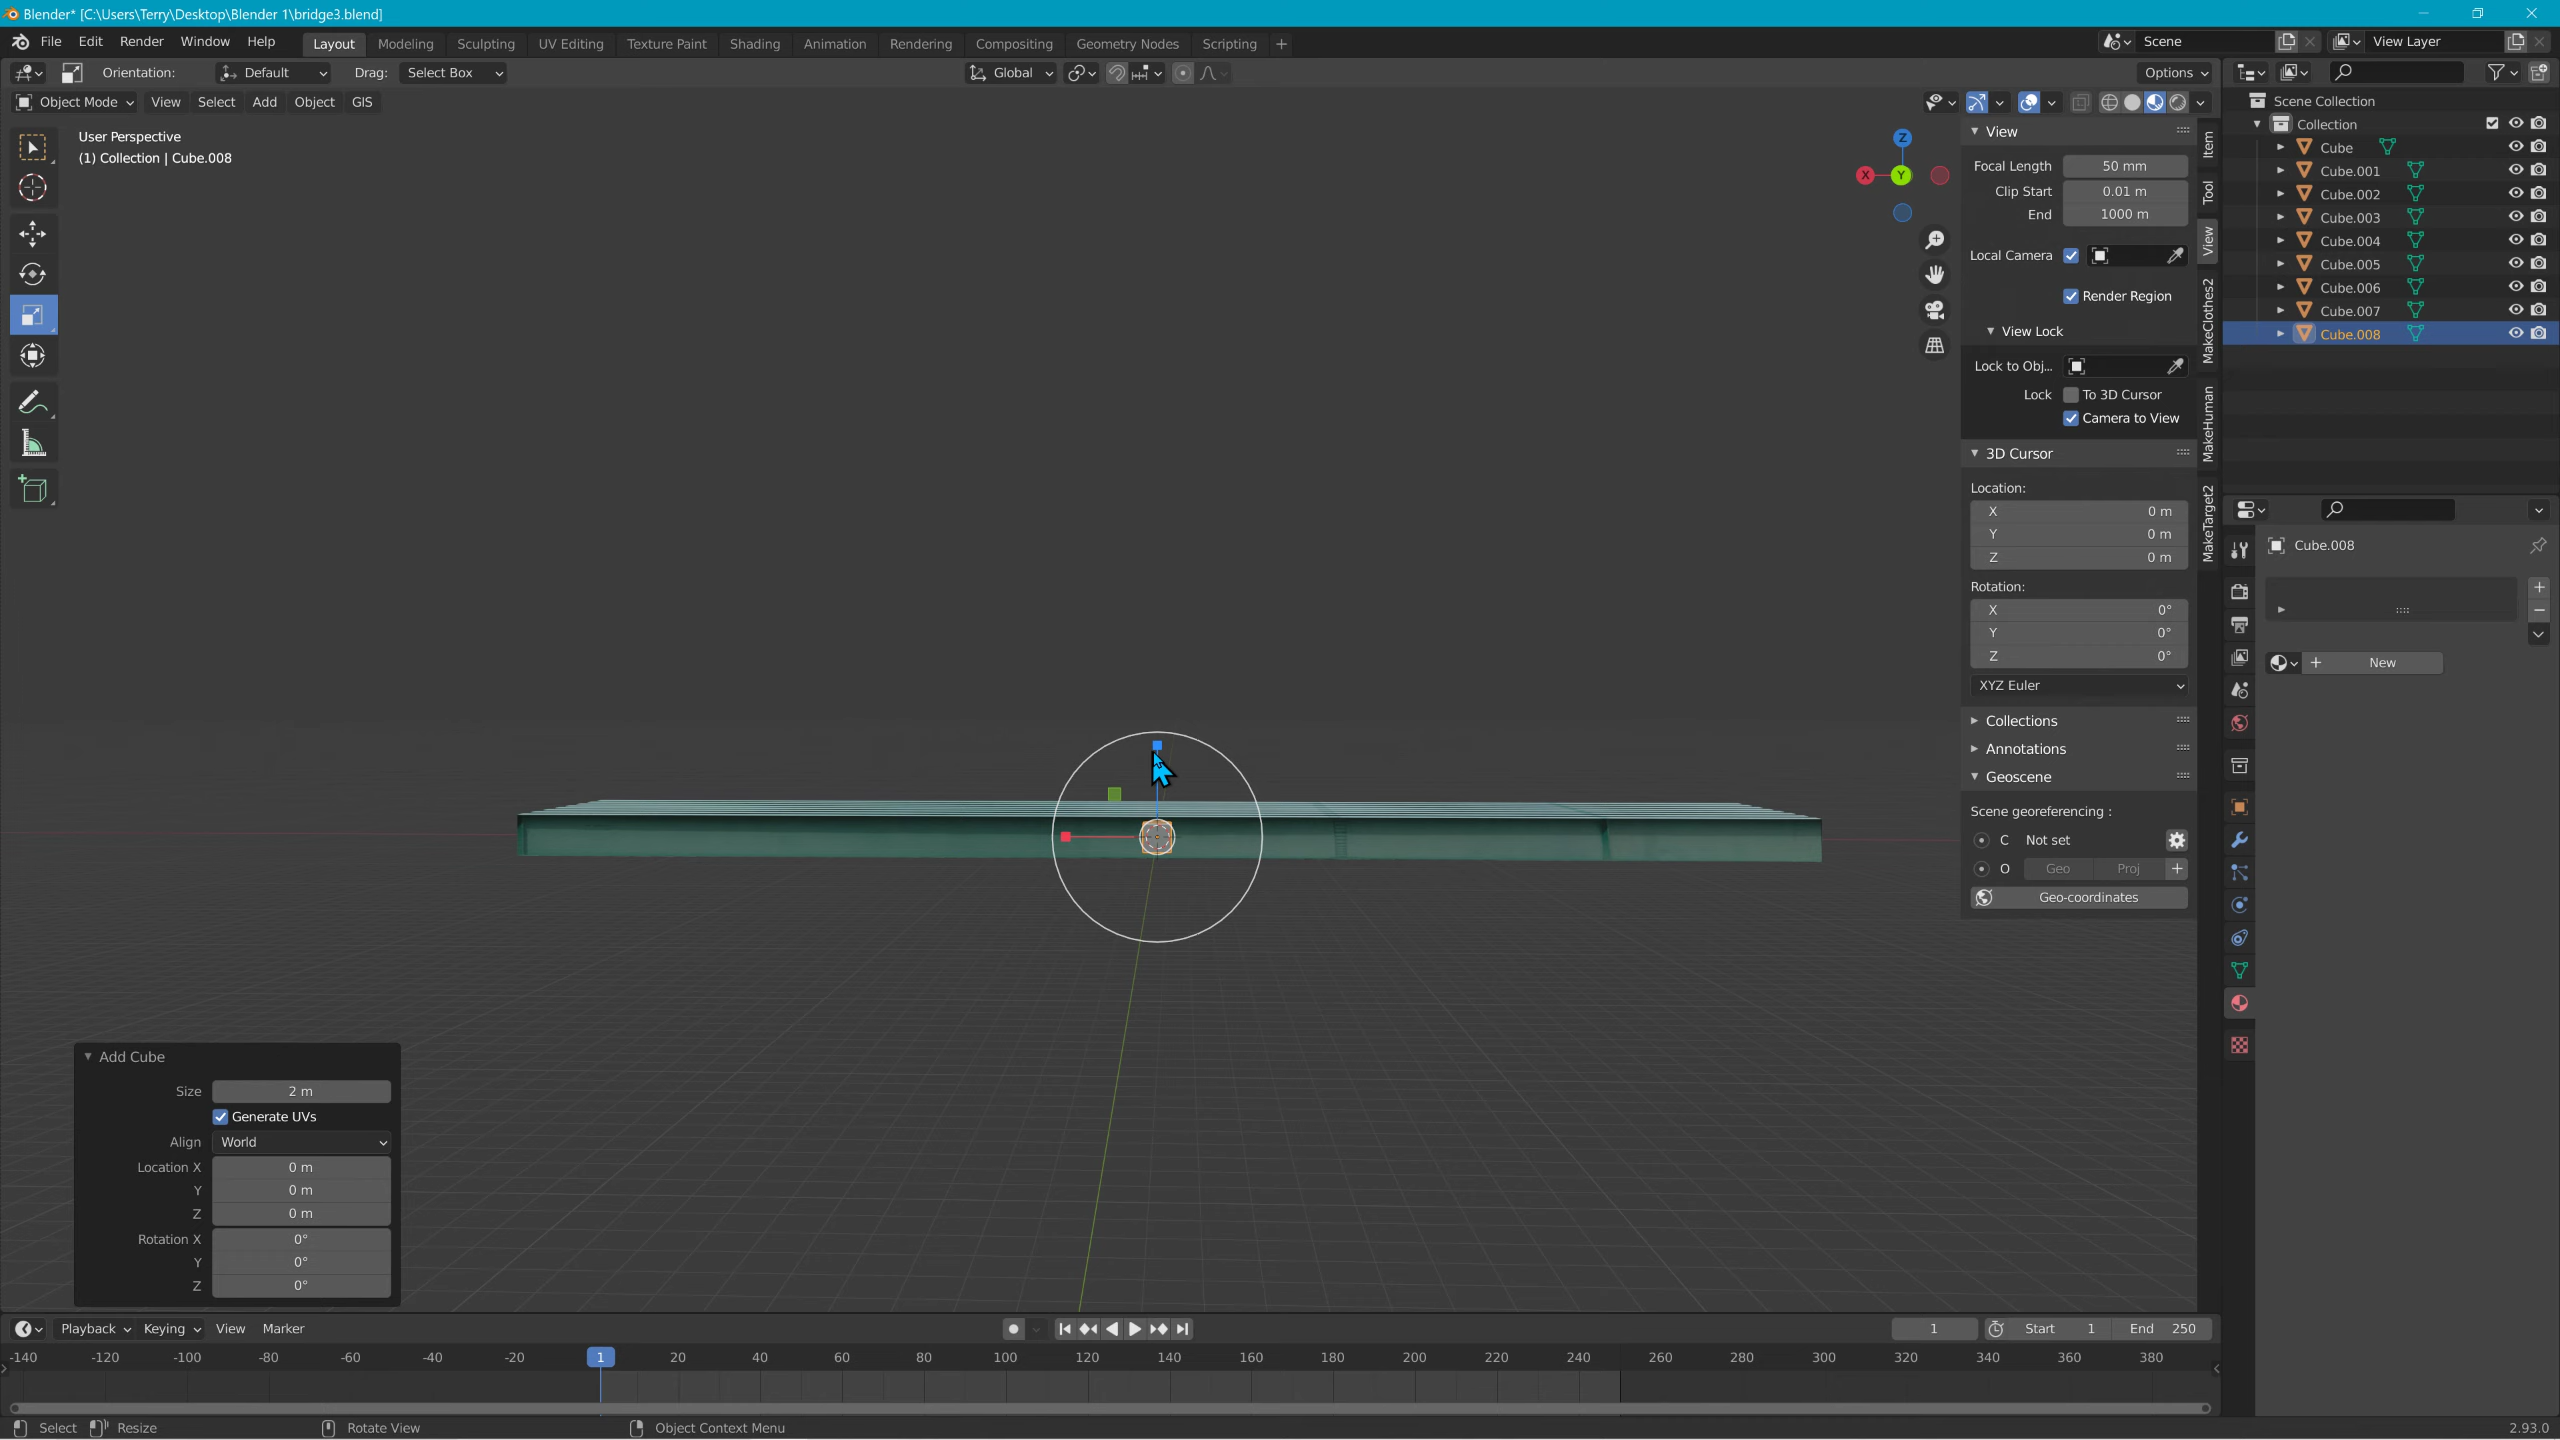 Blender* [C:\Users\Terry\Desktop\Blender 1\bridge3.blend]
File Edit Render Window Help Layout Modeling Sculpting UV Editing Texture Paint Shading Animation Rendering Compositing Geometry Nodes Scripting + Scene View Layer
Orientation: Default Drag: Select Box Global Options
Object Mode View Select Add Object GIS
User Perspective
(1) Collection | Cube.008
Z
X
Y
View
Focal Length 50 mm
Clip Start 0.01 m
End 1000 m
Local Camera
Render Region
View Lock
Lock to Obj...
Lock To 3D Cursor
Camera to View
3D Cursor
Location:
X 0 m
Y 0 m
Z 0 m
Rotation:
X 0°
Y 0°
Z 0°
XYZ Euler
Collections
Annotations
Geoscene
Scene georeferencing :
C Not set
O Geo Proj +
Geo-coordinates
Item
Tool
View
MakeClothes2
MakeHuman
MakeTarget2
Scene Collection
Collection
Cube
Cube.001
Cube.002
Cube.003
Cube.004
Cube.005
Cube.006
Cube.007
Cube.008
Cube.008
+ New
Add Cube
Size 2 m
Generate UVs
Align World
Location X 0 m
Y 0 m
Z 0 m
Rotation X 0°
Y 0°
Z 0°
Playback Keying View Marker 1 Start 1 End 250
-140 -120 -100 -80 -60 -40 -20 1 20 40 60 80 100 120 140 160 180 200 220 240 260 280 300 320 340 360 380
Select Resize Rotate View Object Context Menu 2.93.0